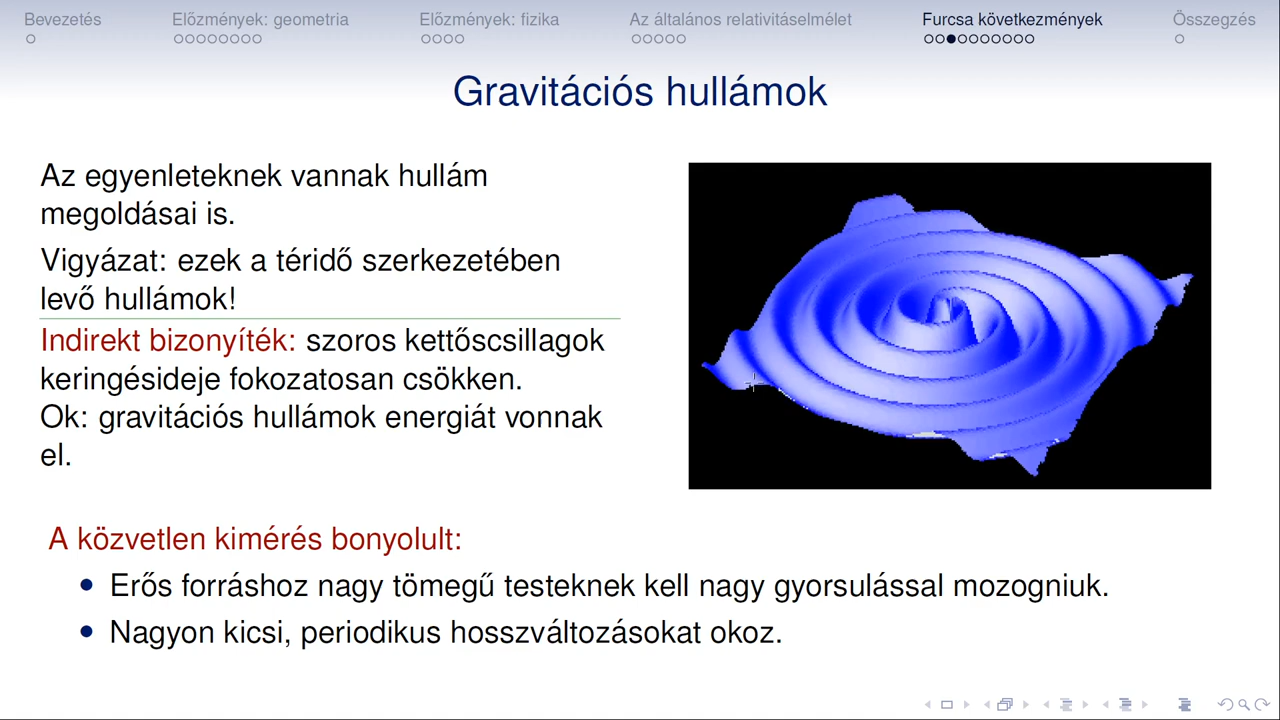 Bevezetés
Előzmények: geometria
Előzmények: fizika
Az általános relativitáselmélet
Furcsa következmények
Összegzés
Gravitációs hullámok
Az egyenleteknek vannak hullám
megoldásai is.
Vigyázat: ezek a téridő szerkezetében
levő hullámok!
Indirekt bizonyíték: szoros kettőscsillagok
keringésideje fokozatosan csökken.
Ok: gravitációs hullámok energiát vonnak
el.
A közvetlen kimérés bonyolult:
Erős forráshoz nagy tömegű testeknek kell nagy gyorsulással mozogniuk.
Nagyon kicsi, periodikus hosszváltozásokat okoz.